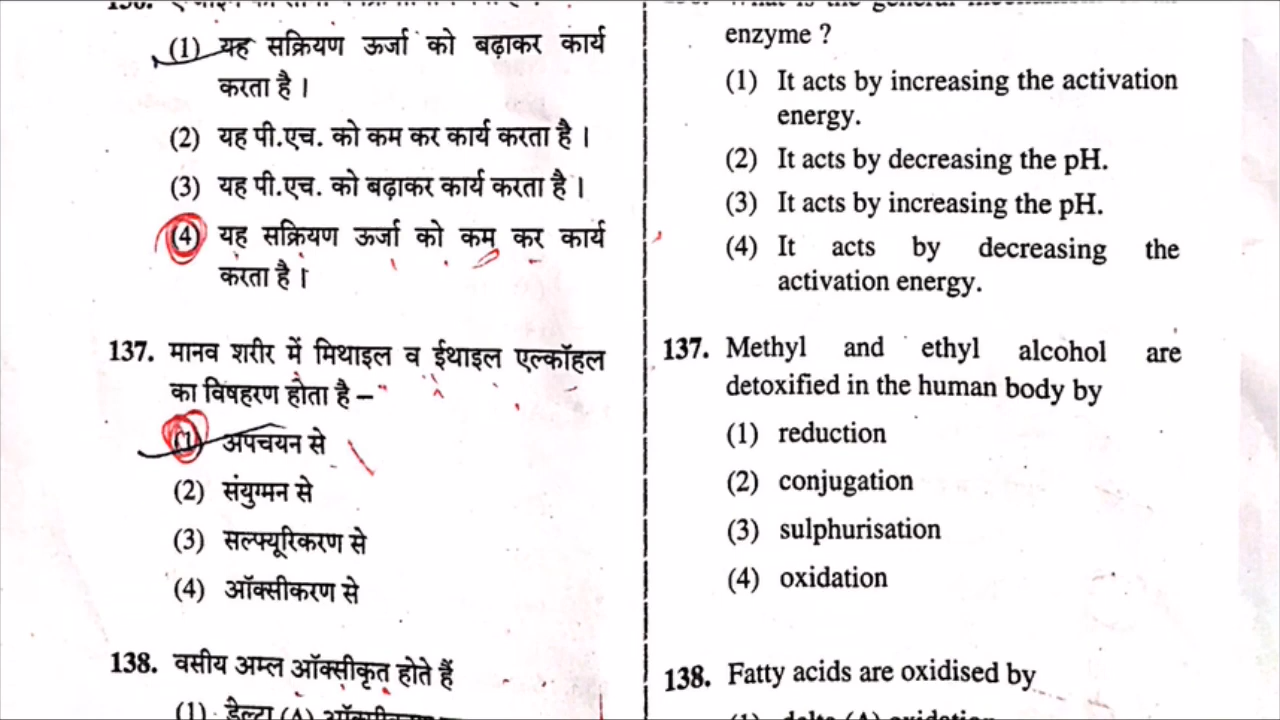 (1) यह सक्रियण ऊर्जा को बढ़ाकर कार्य
करता है ।
(2) यह पी.एच. को कम कर कार्य करता है ।
(3) यह पी.एच. को बढ़ाकर कार्य करता है ।
(4) यह सक्रियण ऊर्जा को कम कर कार्य
करता है ।
137. मानव शरीर में मिथाइल व ईथाइल एल्कॉहल
का विषहरण होता है –
(1) अपचयन से
(2) संयुग्मन से
(3) सल्फ्यूरिकरण से
(4) ऑक्सीकरण से
138. वसीय अम्ल ऑक्सीकृत होते हैं
enzyme ?
(1) It acts by increasing the activation
energy.
(2) It acts by decreasing the pH.
(3) It acts by increasing the pH.
(4) It acts by decreasing the
activation energy.
137. Methyl and ethyl alcohol are
detoxified in the human body by
(1) reduction
(2) conjugation
(3) sulphurisation
(4) oxidation
138. Fatty acids are oxidised by